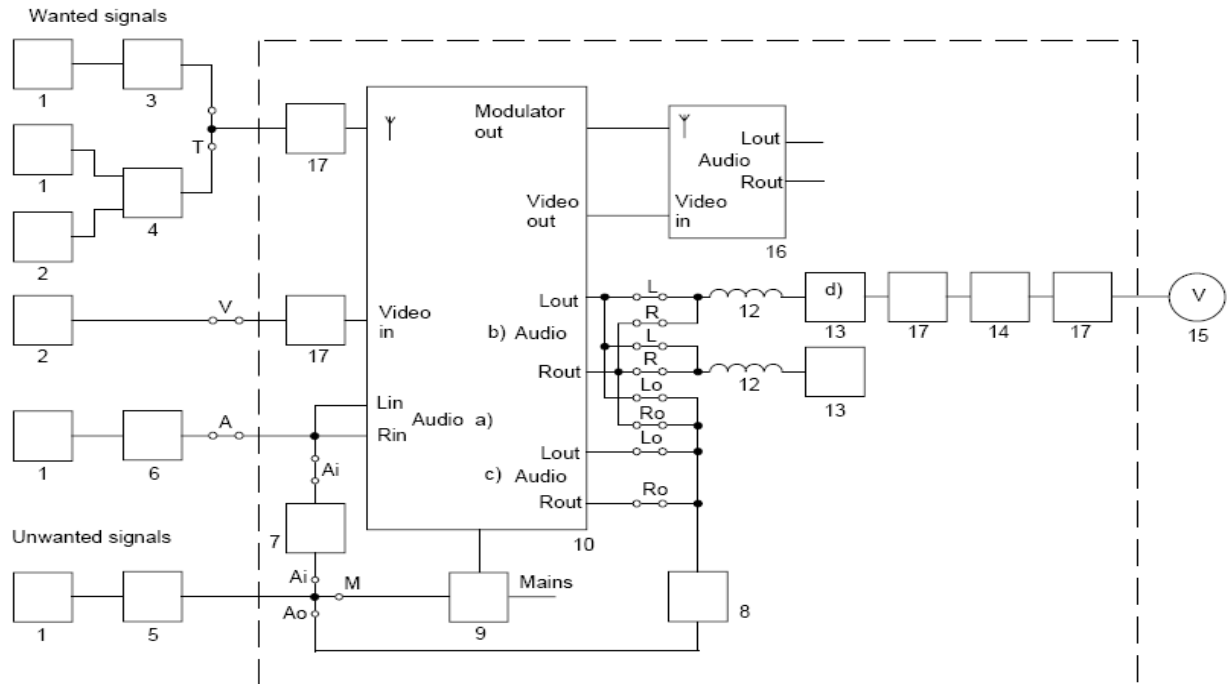 Wanted signals
1
3
1
T
17
2
4
Modulator
out
Lout
Audio
Rout
Video
out
Video
in
16
2
V
17
Video
in
Lout
b) Audio
Rout
L
R
L
R
Lo
Ro
Lo
Ro
12
d)
13
17
14
17
V
15
12
13
1
6
A
Lin
Audio a)
Rin
Ai
Lout
c) Audio
Rout
10
Unwanted signals
7
Ai
M
Ao
Mains
1
5
9
8